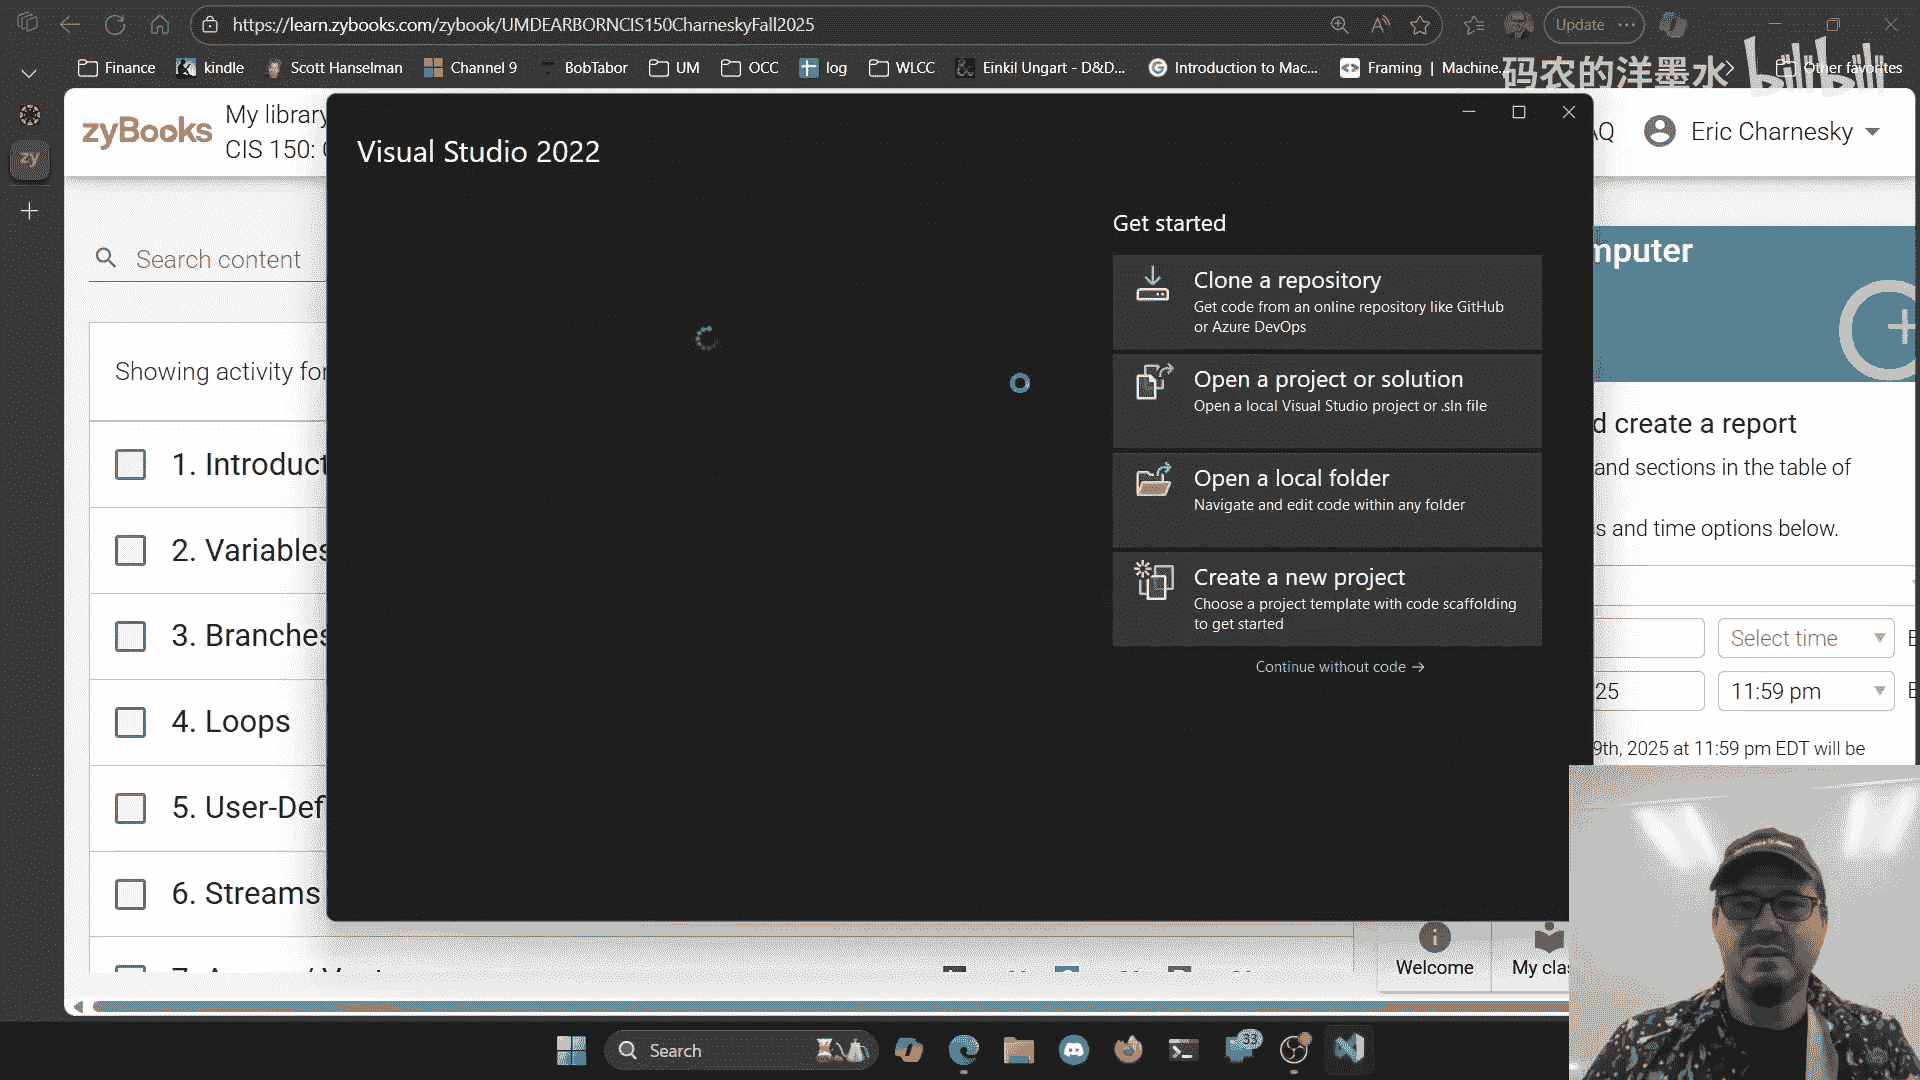 https://learn.zybooks.com/zybook/UMDEARBORNCIS150CharneskyFall2025
Update
Finance
kindle
Scott Hanselman
Channel 9
BobTabor
UM
OCC
log
WLCC
Einkil Ungart - D&D...
Introduction to Mac...
Framing | Machine...
Other favorites
码农的洋墨水
bilibili
zy
zyBooks
My library
CIS 150:
AQ
Eric Charnesky
Visual Studio 2022
Search content
Showing activity for
1. Introduct
2. Variables
3. Branches
4. Loops
5. User-Def
6. Streams
Get started
Clone a repository
Get code from an online repository like GitHub
or Azure DevOps
Open a project or solution
Open a local Visual Studio project or .sln file
Open a local folder
Navigate and edit code within any folder
Create a new project
Choose a project template with code scaffolding
to get started
Continue without code →
mputer
d create a report
and sections in the table of
s and time options below.
Select time
25
11:59 pm
9th, 2025 at 11:59 pm EDT will be
Welcome
My clas
Search
33